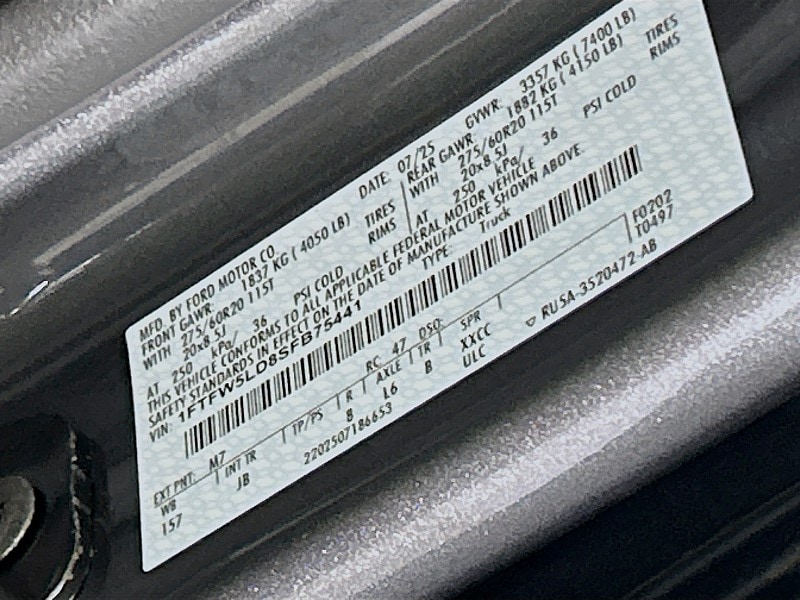 MFD. BY FORD MOTOR CO. DATE: 07/25 GVWR: 3357 KG ( 7400 LB)
FRONT GAWR: 1837 KG ( 4050 LB) REAR GAWR: 1882 KG ( 4150 LB)
WITH 275/60R20 115T TIRES WITH 275/60R20 115T TIRES
20x8.5J RIMS 20x8.5J RIMS
AT 250 kPa/ 36 PSI COLD AT 250 kPa/ 36 PSI COLD
THIS VEHICLE CONFORMS TO ALL APPLICABLE FEDERAL MOTOR VEHICLE
SAFETY STANDARDS IN EFFECT ON THE DATE OF MANUFACTURE SHOWN ABOVE.
VIN: 1FTFW5LD8SFB75441 TYPE: Truck
F0202
T0497
EXT PNT: M7 RC: 47 DSO:
WB INT TR TP/PS R AXLE TR SPR
157 JB 8 L6 B XXCC
ULC
2202507186653
RU5A-3520472-AB